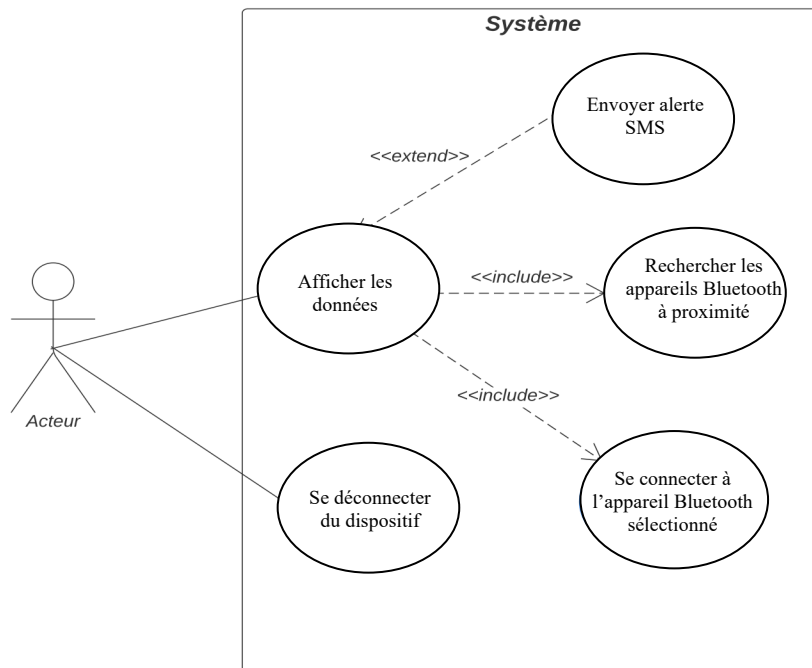 Système
Envoyer alerte
SMS
<<extend>>
Afficher les
données
<<include>>
Rechercher les
appareils Bluetooth
à proximité
<<include>>
Acteur
Se déconnecter
du dispositif
Se connecter à
l’appareil Bluetooth
sélectionné